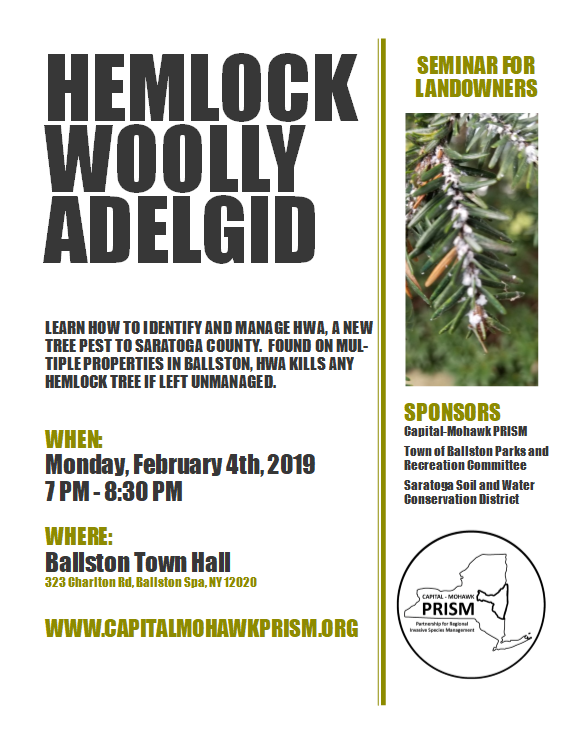 HEMLOCK
WOOLLY
ADELGID
LEARN HOW TO IDENTIFY AND MANAGE HWA, A NEW
TREE PEST TO SARATOGA COUNTY.  FOUND ON MUL-
TIPLE PROPERTIES IN BALLSTON, HWA KILLS ANY
HEMLOCK TREE IF LEFT UNMANAGED.
WHEN:
Monday, February 4th, 2019
7 PM - 8:30 PM
WHERE:
Ballston Town Hall
323 Charlton Rd, Ballston Spa, NY 12020
WWW.CAPITALMOHAWKPRISM.ORG
SEMINAR FOR
LANDOWNERS
SPONSORS
Capital-Mohawk PRISM
Town of Ballston Parks and
Recreation Committee
Saratoga Soil and Water
Conservation District
CAPITAL - MOHAWK
PRISM
Partnership for Regional
Invasive Species Management